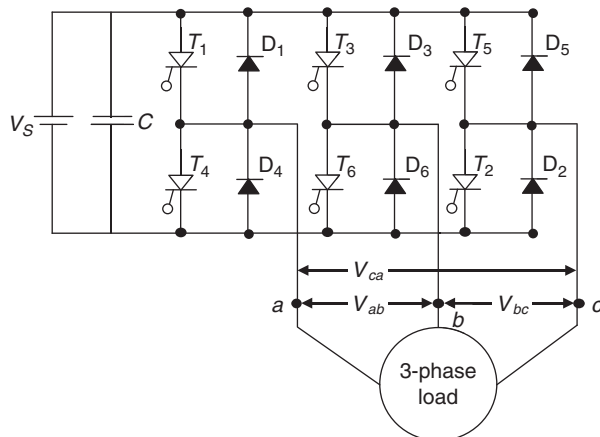 T1 D1 T3 D3 T5 D5
VS C
T4 D4 T6 D6 T2 D2
Vca
a Vab b Vbc c
3-phase
load